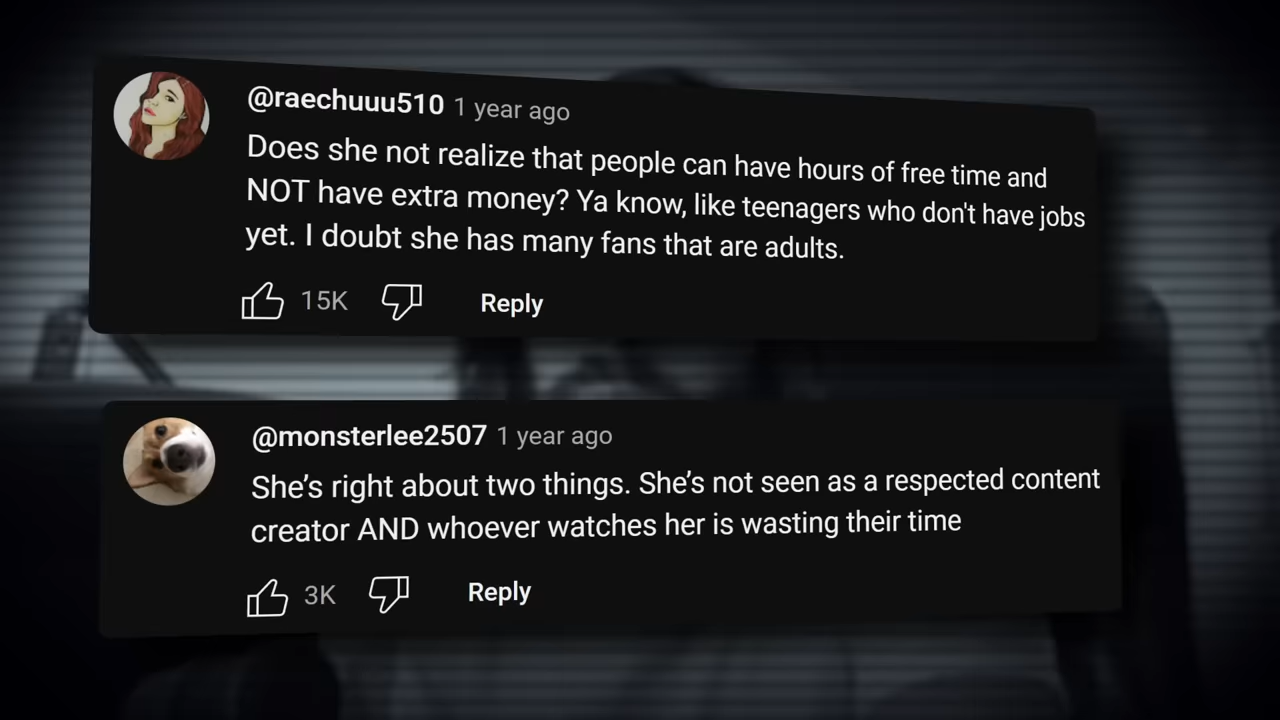 @raechuuu510 1 year ago
Does she not realize that people can have hours of free time and
NOT have extra money? Ya know, like teenagers who don't have jobs
yet. I doubt she has many fans that are adults.
15K Reply
@monsterlee2507 1 year ago
She’s right about two things. She’s not seen as a respected content
creator AND whoever watches her is wasting their time
3K Reply